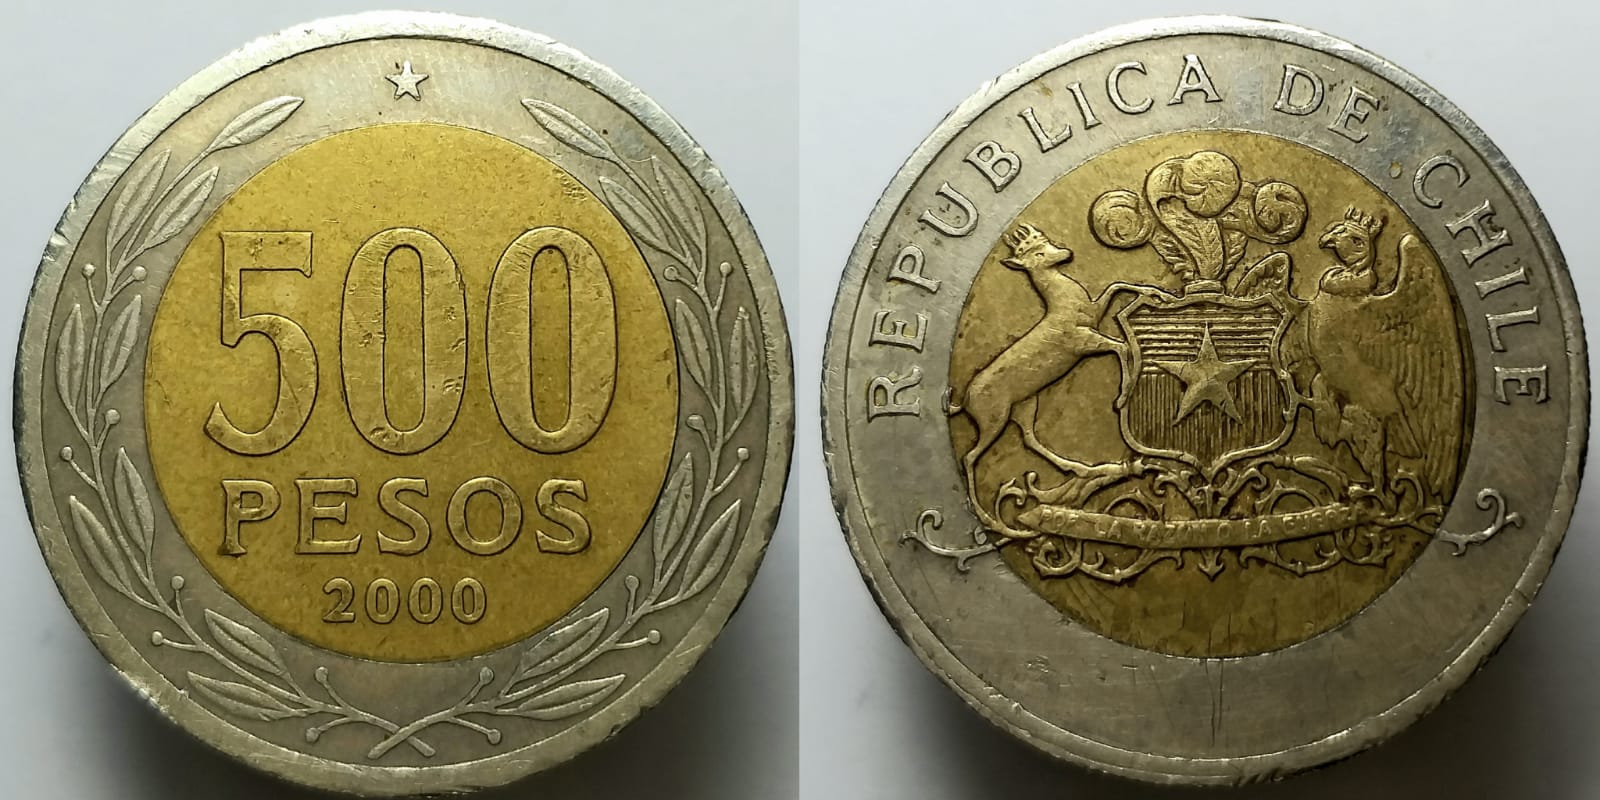 500
PESOS
2000
REPUBLICA DE CHILE
POR LA RAZON O LA FUERZA